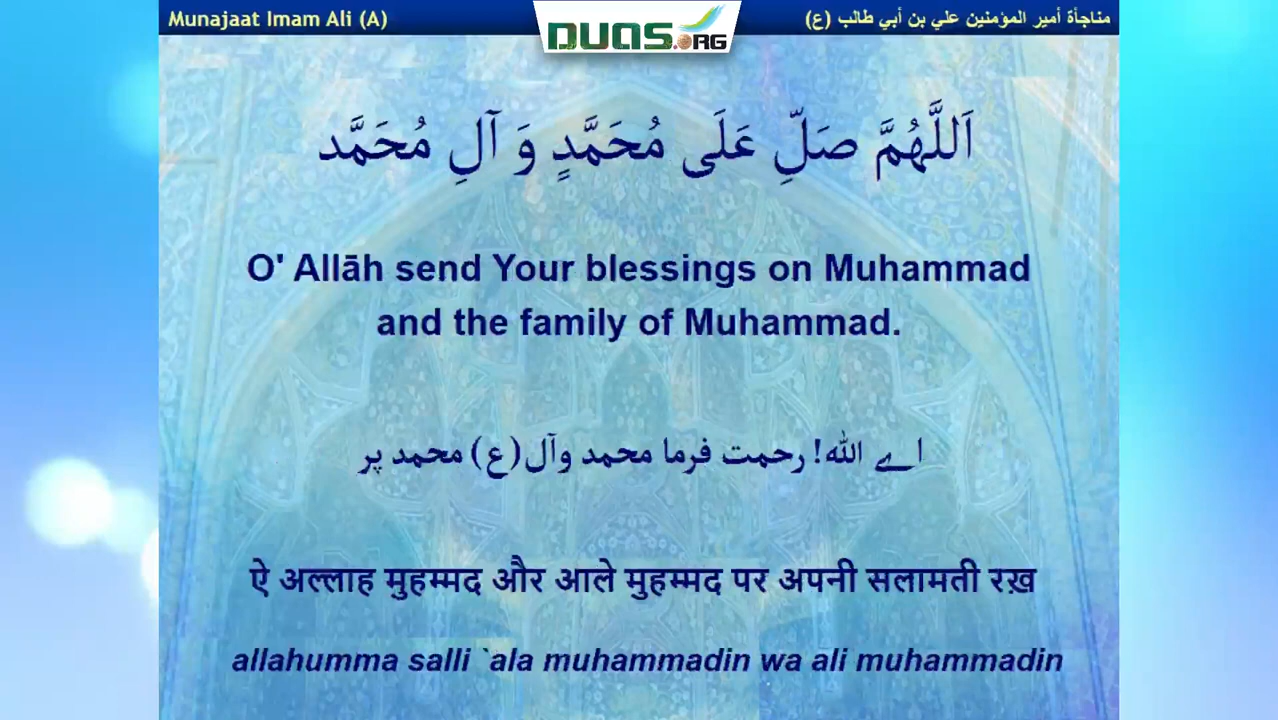 Munajaat Imam Ali (A)
DUAS.ORG
مناجأة أمير المؤمنين علي بن أبي طالب (ع)
اَللَّهُمَّ صَلِّ عَلَى مُحَمَّدٍ وَ آلِ مُحَمَّد
O' Allāh send Your blessings on Muhammad
and the family of Muhammad.
اے اللہ! رحمت فرما محمد وآل(ع) محمد پر
ऐ अल्लाह मुहम्मद और आले मुहम्मद पर अपनी सलामती रख़
allahumma salli `ala muhammadin wa ali muhammadin